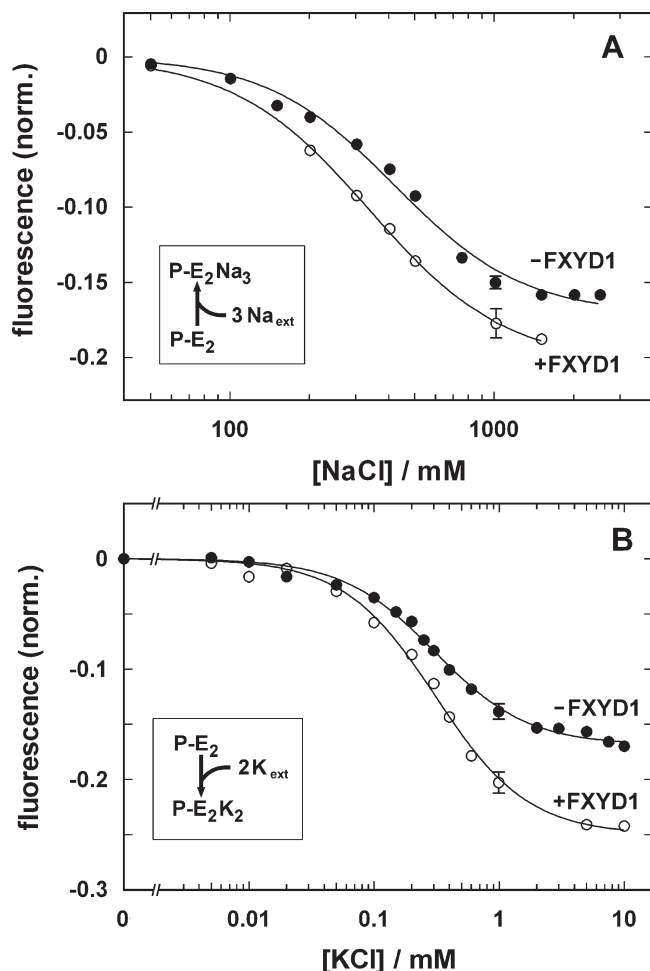 A
0
-0.05
-0.10
-0.15
-0.2
fluorescence (norm.)
–FXYD1
+FXYD1
P-E₂Na₃
3 Naₑₓₜ
P-E₂
100
1000
[NaCl] / mM
B
0
-0.1
-0.2
-0.3
fluorescence (norm.)
–FXYD1
+FXYD1
P-E₂
2Kₑₓₜ
P-E₂K₂
0
0.01
0.1
1
10
[KCl] / mM